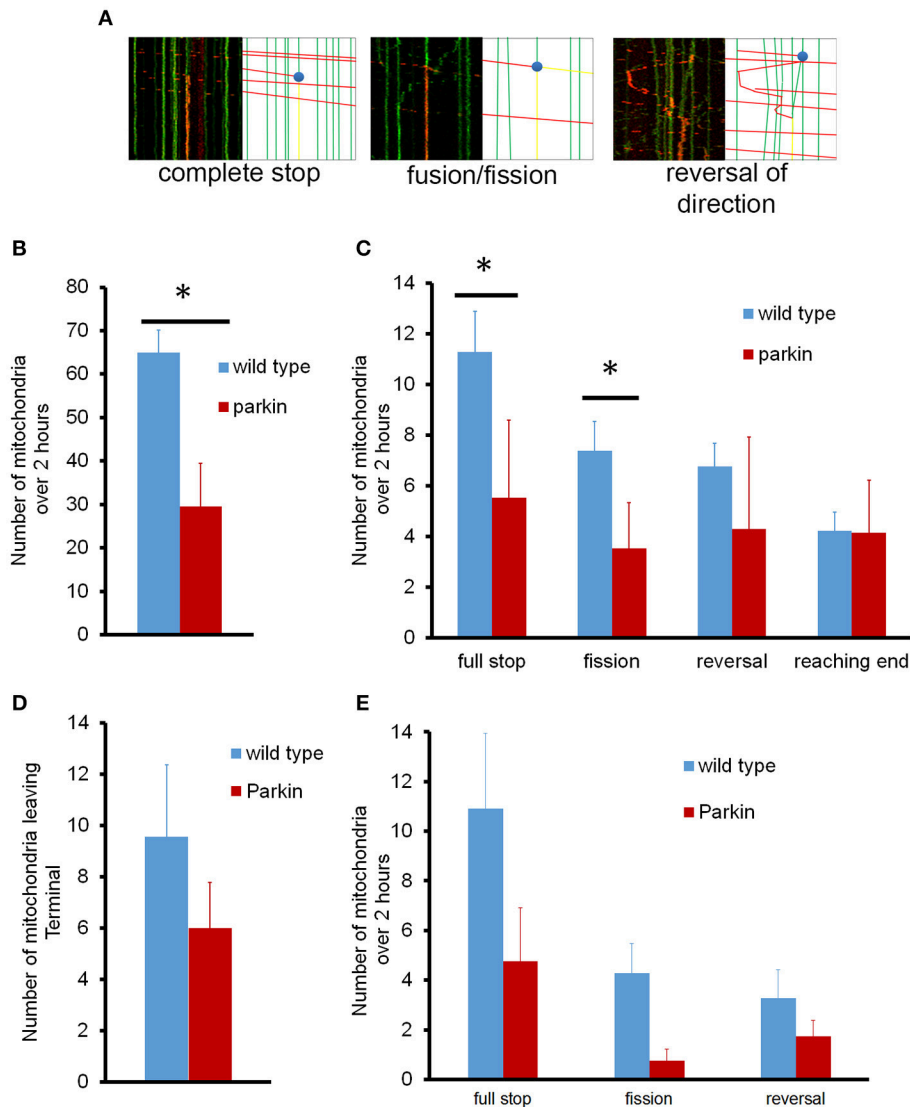 A
complete stop
fusion/fission
reversal of
direction
B
Number of mitochondria
over 2 hours
80
70
60
50
40
30
20
10
0
*
wild type
parkin
C
Number of mitochondria
over 2 hours
14
12
10
8
6
4
2
0
*
*
wild type
parkin
full stop
fission
reversal
reaching end
D
Number of mitochondria leaving
Terminal
14
12
10
8
6
4
2
0
wild type
Parkin
E
Number of mitochondria
over 2 hours
14
12
10
8
6
4
2
0
wild type
Parkin
full stop
fission
reversal